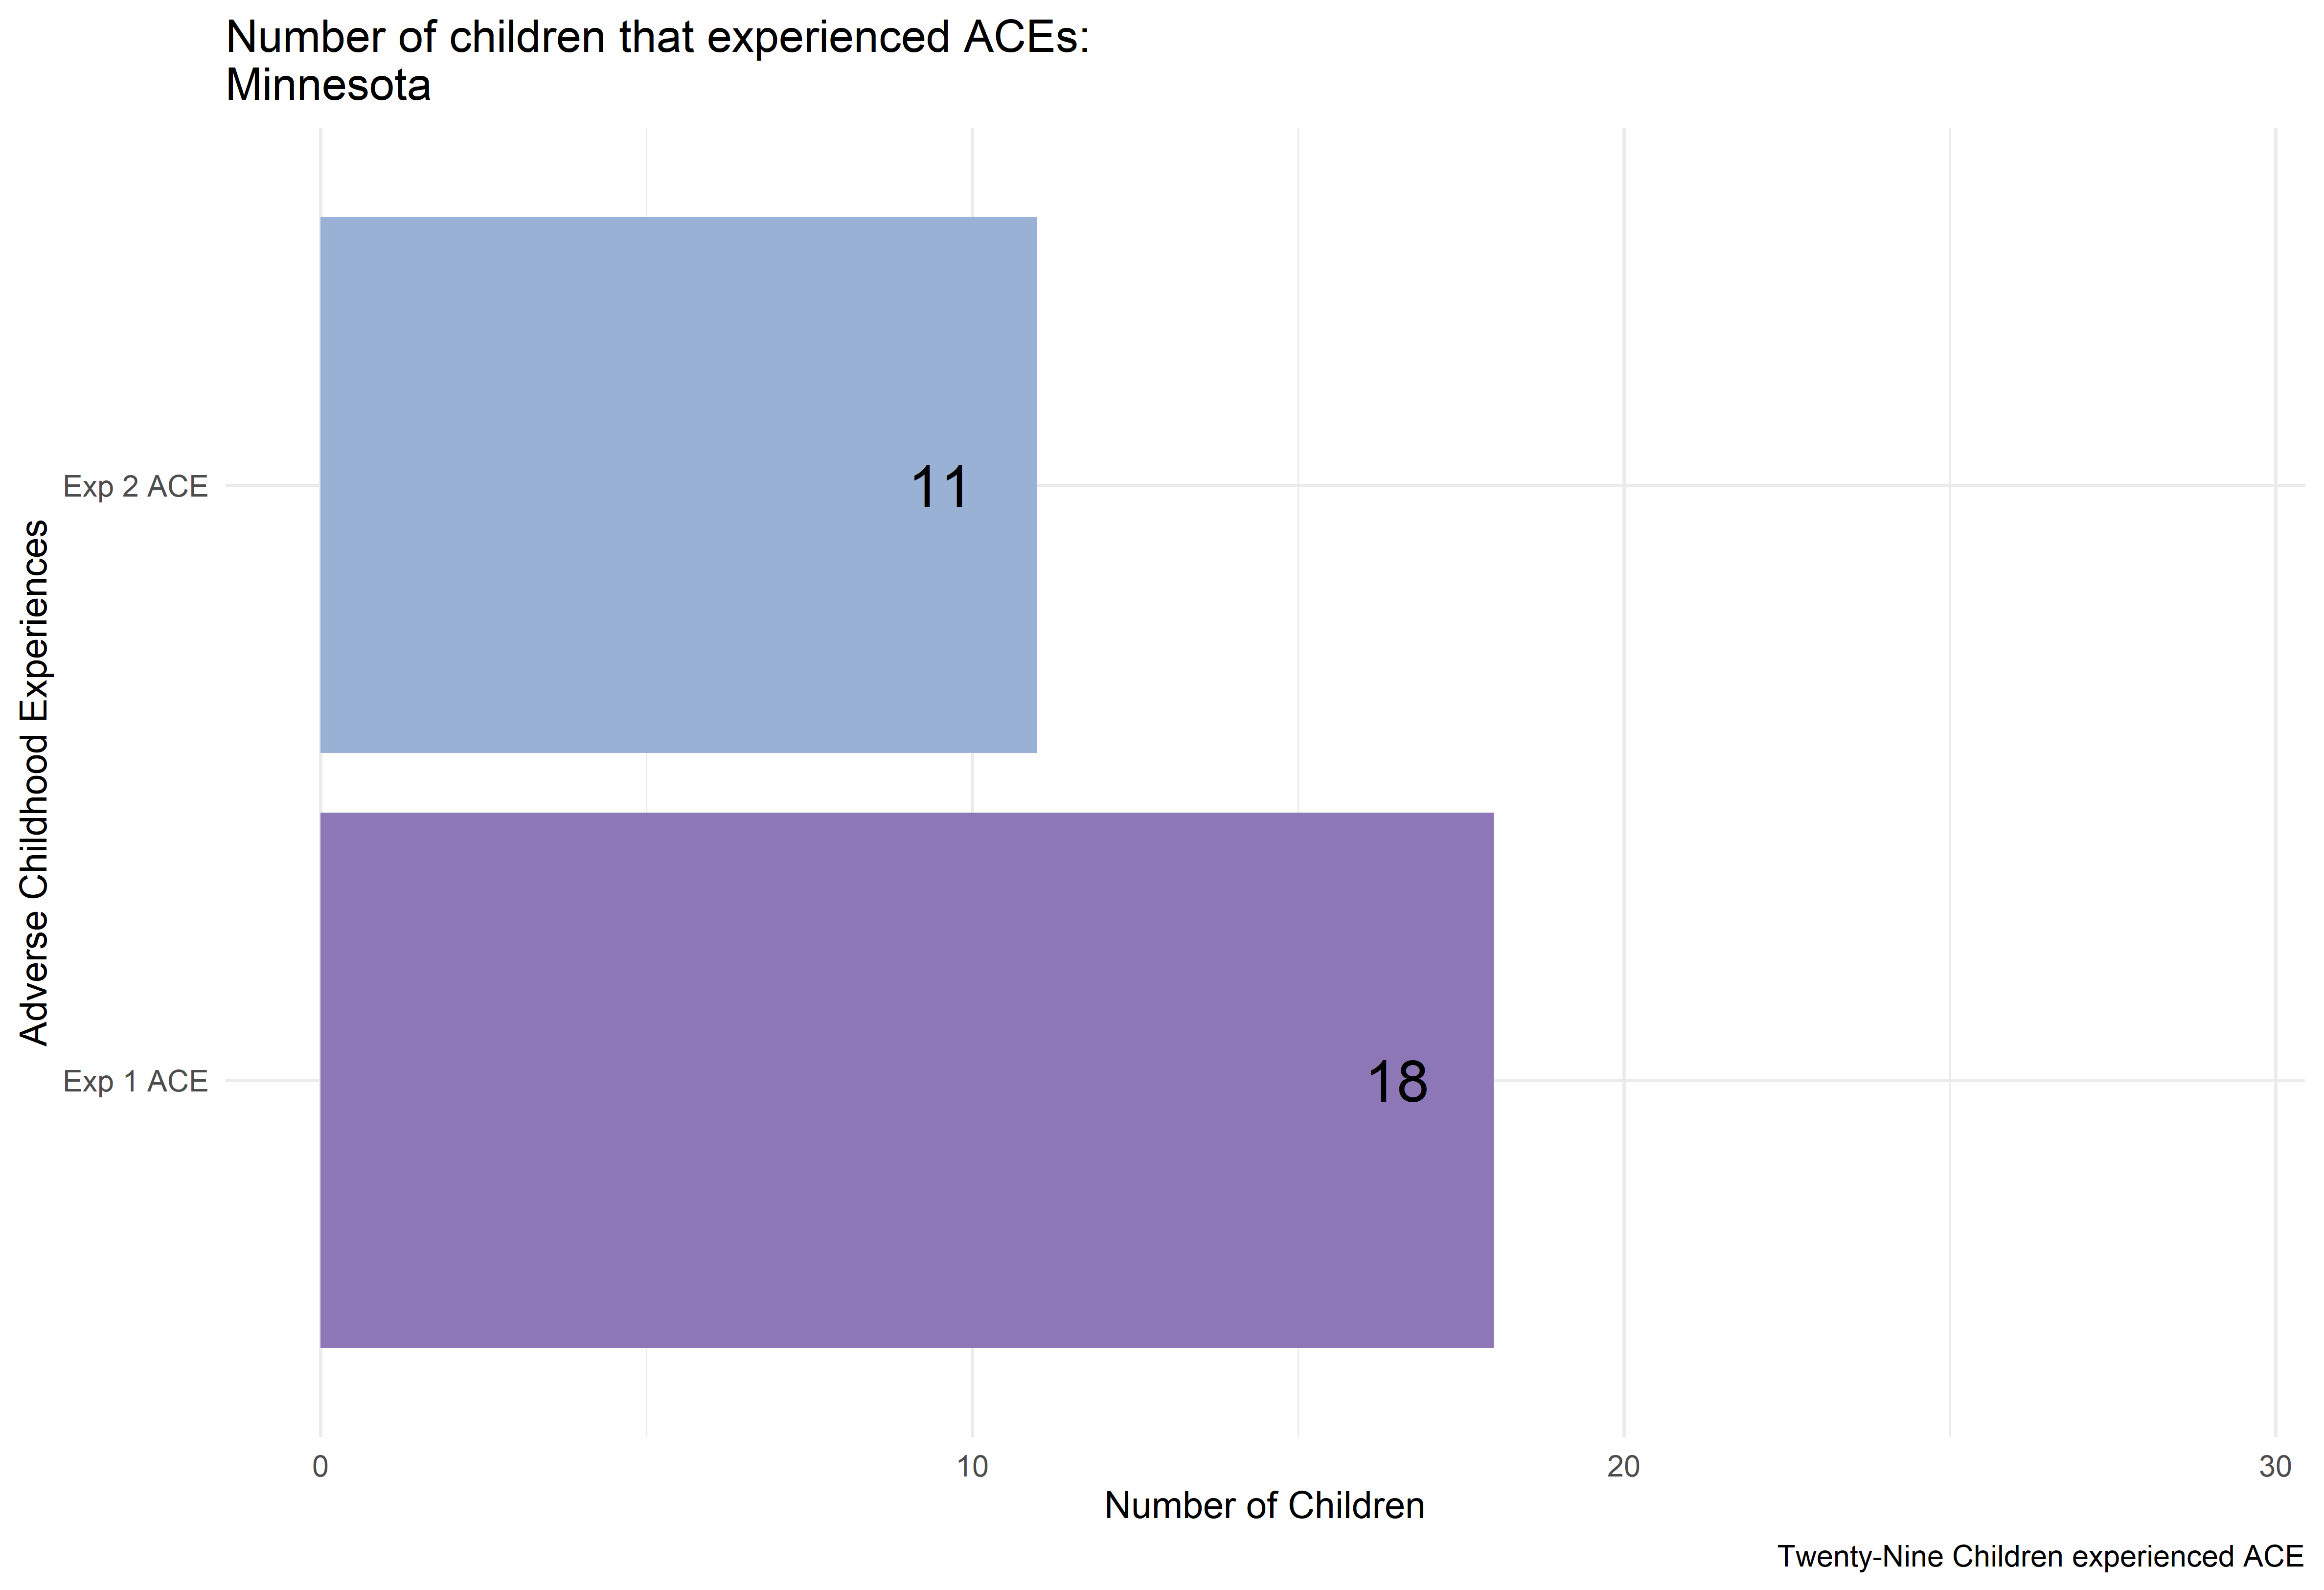 Number of children that experienced ACEs:
Minnesota
Adverse Childhood Experiences
Exp 2 ACE
11
Exp 1 ACE
18
0 10 20 30
Number of Children
Twenty-Nine Children experienced ACE